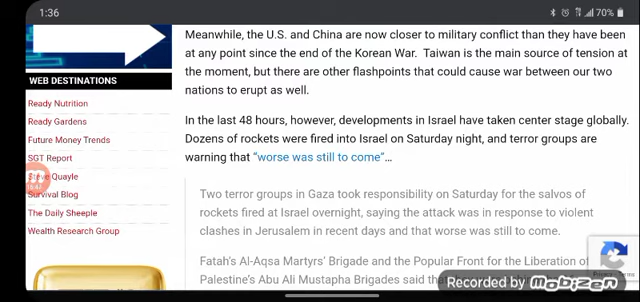 1:36
70%
Meanwhile, the U.S. and China are now closer to military conflict than they have been
at any point since the end of the Korean War. Taiwan is the main source of tension at
the moment, but there are other flashpoints that could cause war between our two
nations to erupt as well.
WEB DESTINATIONS
Ready Nutrition
Ready Gardens
Future Money Trends
SGT Report
Steve Quayle
Survival Blog
The Daily Sheeple
Wealth Research Group
In the last 48 hours, however, developments in Israel have taken center stage globally.
Dozens of rockets were fired into Israel on Saturday night, and terror groups are
warning that “worse was still to come”…
Two terror groups in Gaza took responsibility on Saturday for the salvos of
rockets fired at Israel overnight, saying the attack was in response to violent
clashes in Jerusalem in recent days and that worse was still to come.
Fatah's Al-Aqsa Martyrs' Brigade and the Popular Front for the Liberation of
Palestine's Abu Ali Mustapha Brigades said that
Privacy - Terms
Recorded by Mobizen